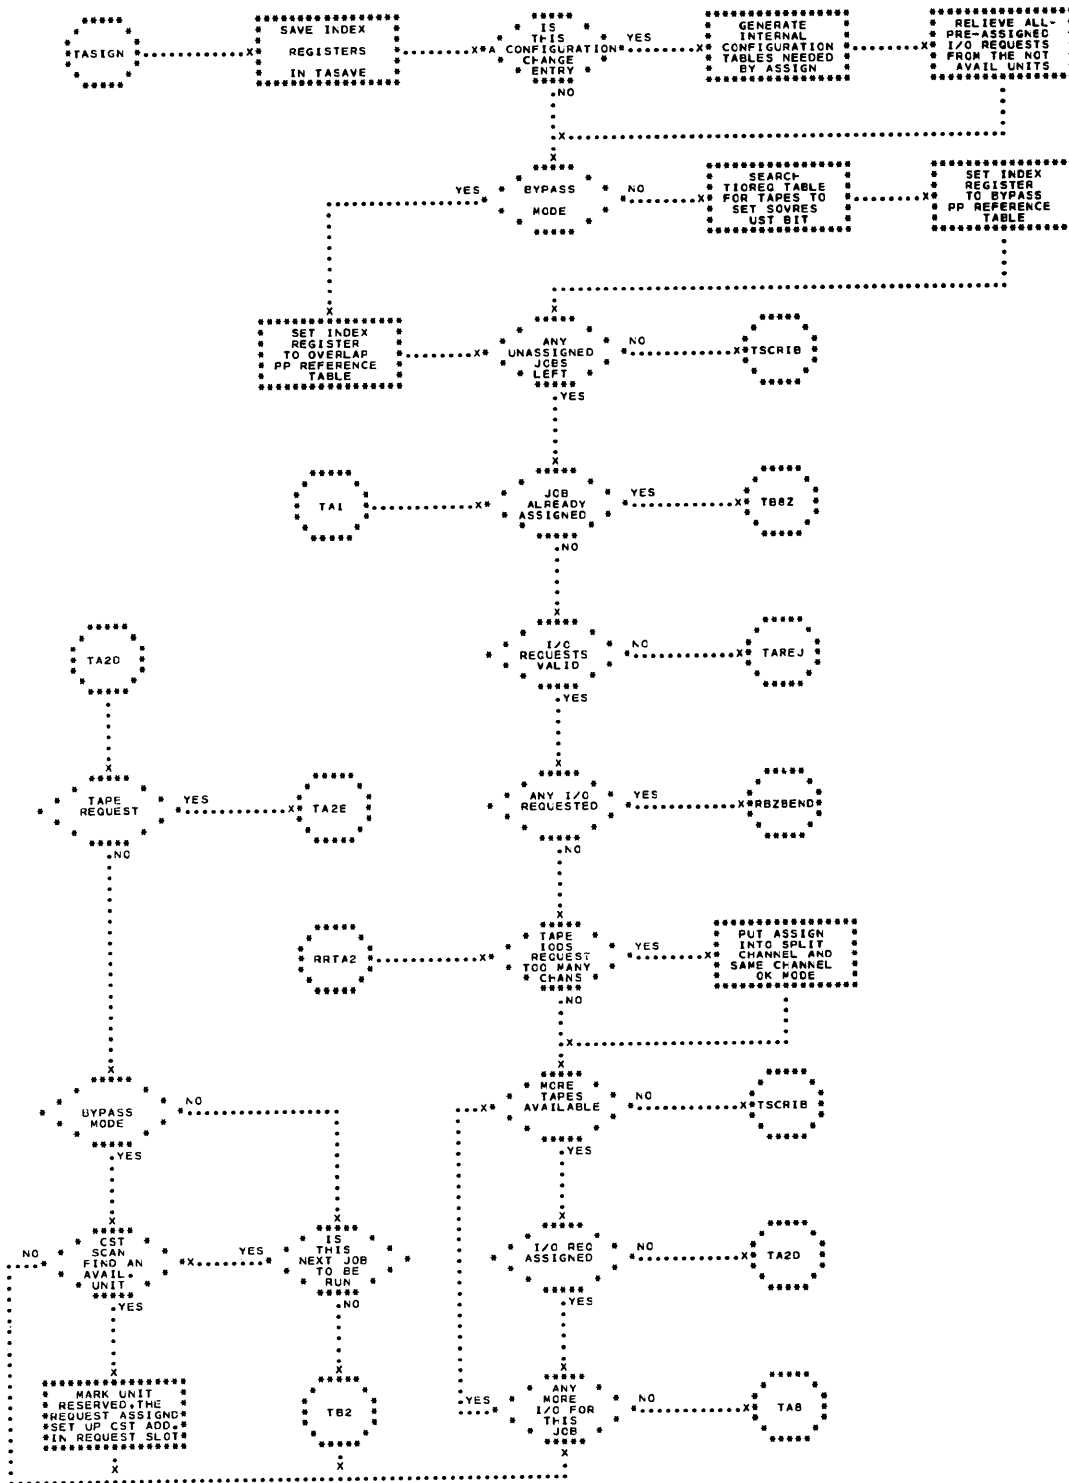 TASIGN
SAVE INDEX
REGISTERS
IN TASAVE
IS
THIS
A CONFIGURATION
CHANGE
ENTRY
YES
GENERATE
INTERNAL
CONFIGURATION
TABLES NEEDED
BY ASSIGN
RELIEVE ALL-
PRE-ASSIGNED
I/O REQUESTS
FROM THE NOT
AVAIL UNITS
NO
YES
BYPASS
MODE
NO
SEARCH
TIOREQ TABLE
FOR TAPES TO
SET SOVRES
UST BIT
SET INDEX
REGISTER
TO BYPASS
PP REFERENCE
TABLE
SET INDEX
REGISTER
TO OVERLAP
PP REFERENCE
TABLE
ANY
UNASSIGNED
JOBS
LEFT
NO
TSCRIB
YES
TA1
JOB
ALREADY
ASSIGNED
YES
TB8Z
NO
TA2D
I/O
REQUESTS
VALID
NO
TAREJ
YES
TAPE
REQUEST
YES
TA2E
ANY I/O
REQUESTED
YES
RBZBEND
NO
NO
RRTA2
TAPE
IODS
REQUEST
TOO MANY
CHANS
YES
PUT ASSIGN
INTO SPLIT
CHANNEL AND
SAME CHANNEL
OK MODE
NO
BYPASS
MODE
NO
MORE
TAPES
AVAILABLE
NO
TSCRIB
YES
YES
NO
CST
SCAN
FIND AN
AVAIL.
UNIT
YES
IS
THIS
NEXT JOB
TO BE
RUN
I/O REQ
ASSIGNED
NO
TA2D
YES
NO
YES
MARK UNIT
RESERVED,THE
REQUEST ASSIGND
SET UP CST ADD.
IN REQUEST SLOT
TB2
YES
ANY
MORE
I/O FOR
THIS
JOB
NO
TA8